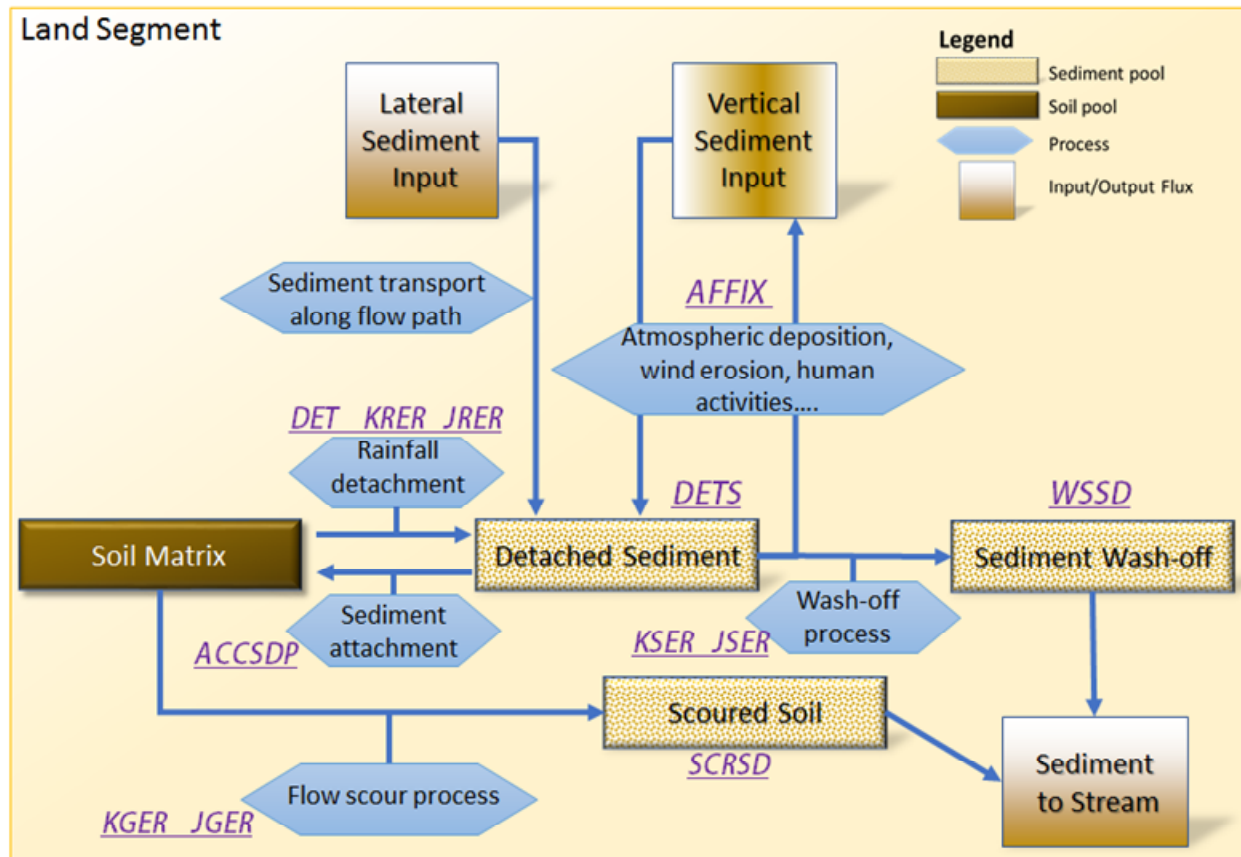 Land Segment
Legend
Sediment pool
Soil pool
Process
Input/Output Flux
Lateral
Sediment
Input
Vertical
Sediment
Input
Sediment transport
along flow path
AFFIX
Atmospheric deposition,
wind erosion, human
activities....
DET KRER JRER
Rainfall
detachment
DETS
WSSD
Soil Matrix
Detached Sediment
Sediment Wash-off
Sediment
attachment
Wash-off
process
ACCSDP
KSER JSER
Scoured Soil
SCRSD
Flow scour process
KGER JGER
Sediment
to Stream